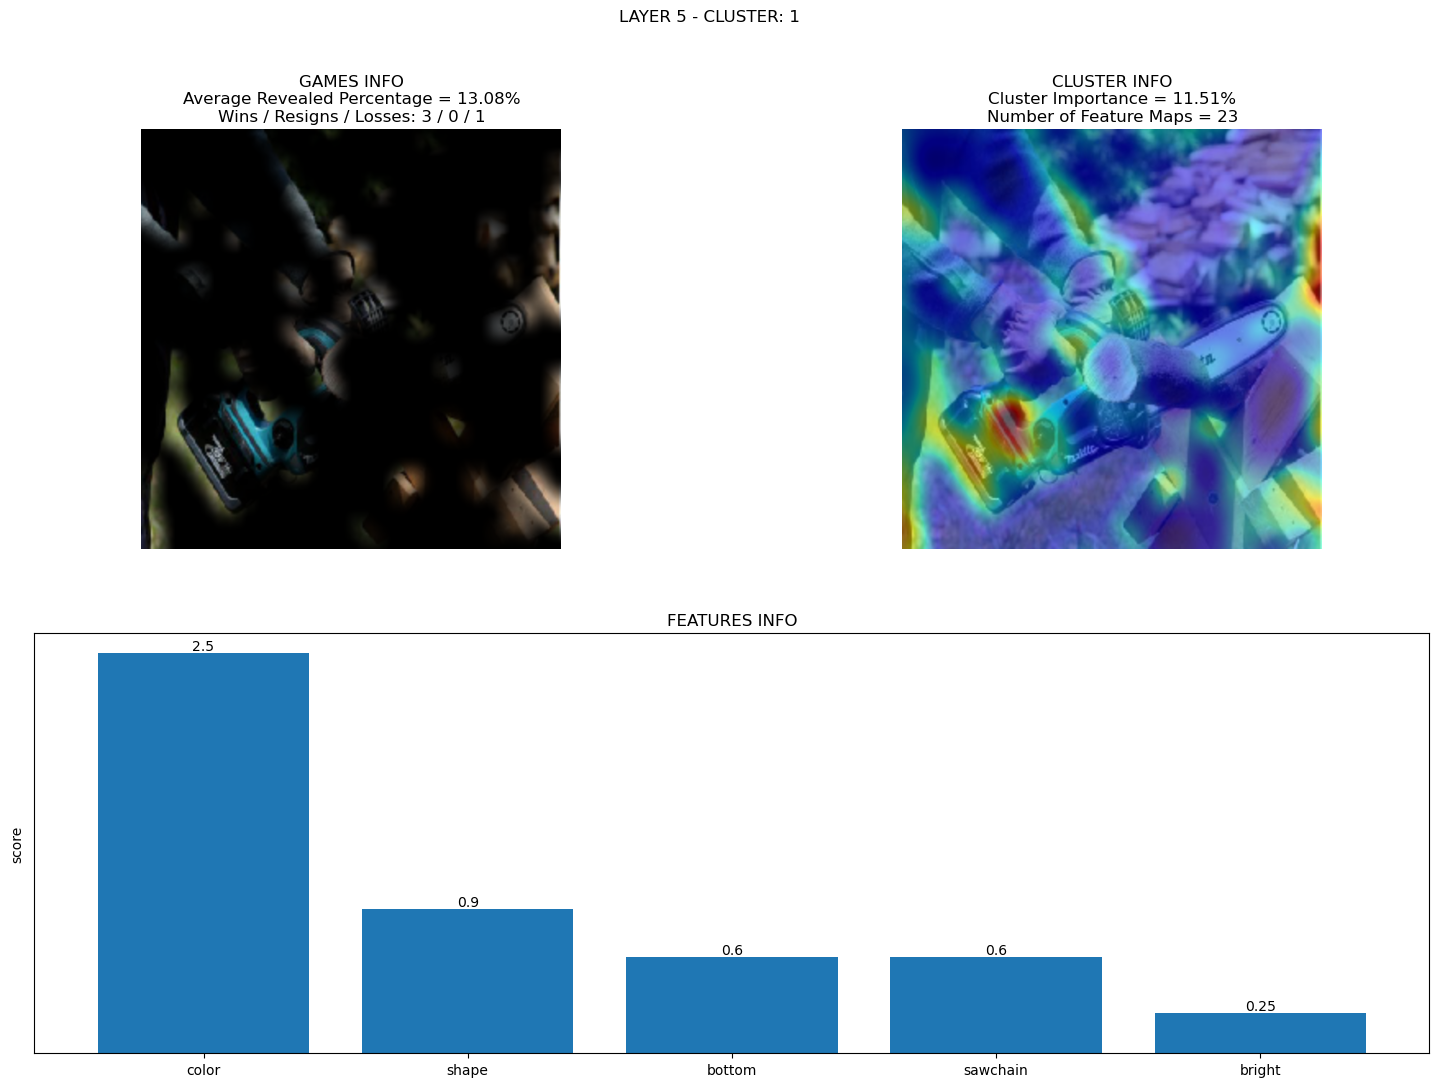 LAYER 5 - CLUSTER: 1
GAMES INFO
Average Revealed Percentage = 13.08%
Wins / Resigns / Losses: 3 / 0 / 1
CLUSTER INFO
Cluster Importance = 11.51%
Number of Feature Maps = 23
makita
FEATURES INFO
score
2.5
0.9
0.6
0.6
0.25
color
shape
bottom
sawchain
bright